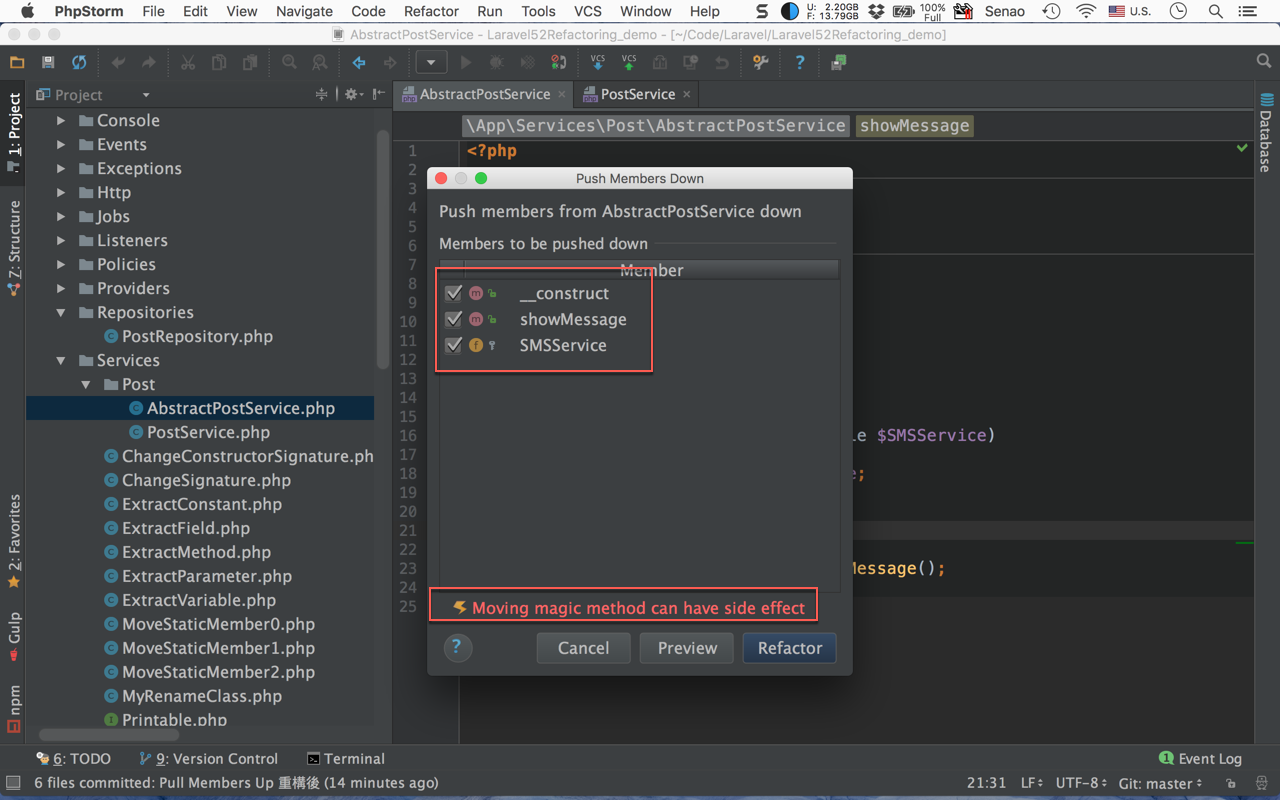 PhpStorm File Edit View Navigate Code Refactor Run Tools VCS Window Help U: 2.20GB F: 13.79GB 100% Full Senao U.S.
AbstractPostService - Laravel52Refactoring_demo - [~/Code/Laravel/Laravel52Refactoring_demo]
VCS VCS
Project
AbstractPostService PostService
\App\Services\Post\AbstractPostService showMessage
1: Project
7: Structure
2: Favorites
Gulp
npm
Database
Console
Events
Exceptions
Http
Jobs
Listeners
Policies
Providers
Repositories
PostRepository.php
Services
Post
AbstractPostService.php
PostService.php
ChangeConstructorSignature.ph
ChangeSignature.php
ExtractConstant.php
ExtractField.php
ExtractMethod.php
ExtractParameter.php
ExtractVariable.php
MoveStaticMember0.php
MoveStaticMember1.php
MoveStaticMember2.php
MyRenameClass.php
Printable.php
1 <?php
2
3
4
5
6
7
8
9
10
11
12
13
14
15
16 le $SMSService)
17
18 e;
19
20
21
22
23 Message();
24
25
Push Members Down
Push members from AbstractPostService down
Members to be pushed down
Member
__construct
showMessage
SMSService
Moving magic method can have side effect
? Cancel Preview Refactor
6: TODO 9: Version Control Terminal 1 Event Log
6 files committed: Pull Members Up 重構後 (14 minutes ago) 21:31 LF UTF-8 Git: master